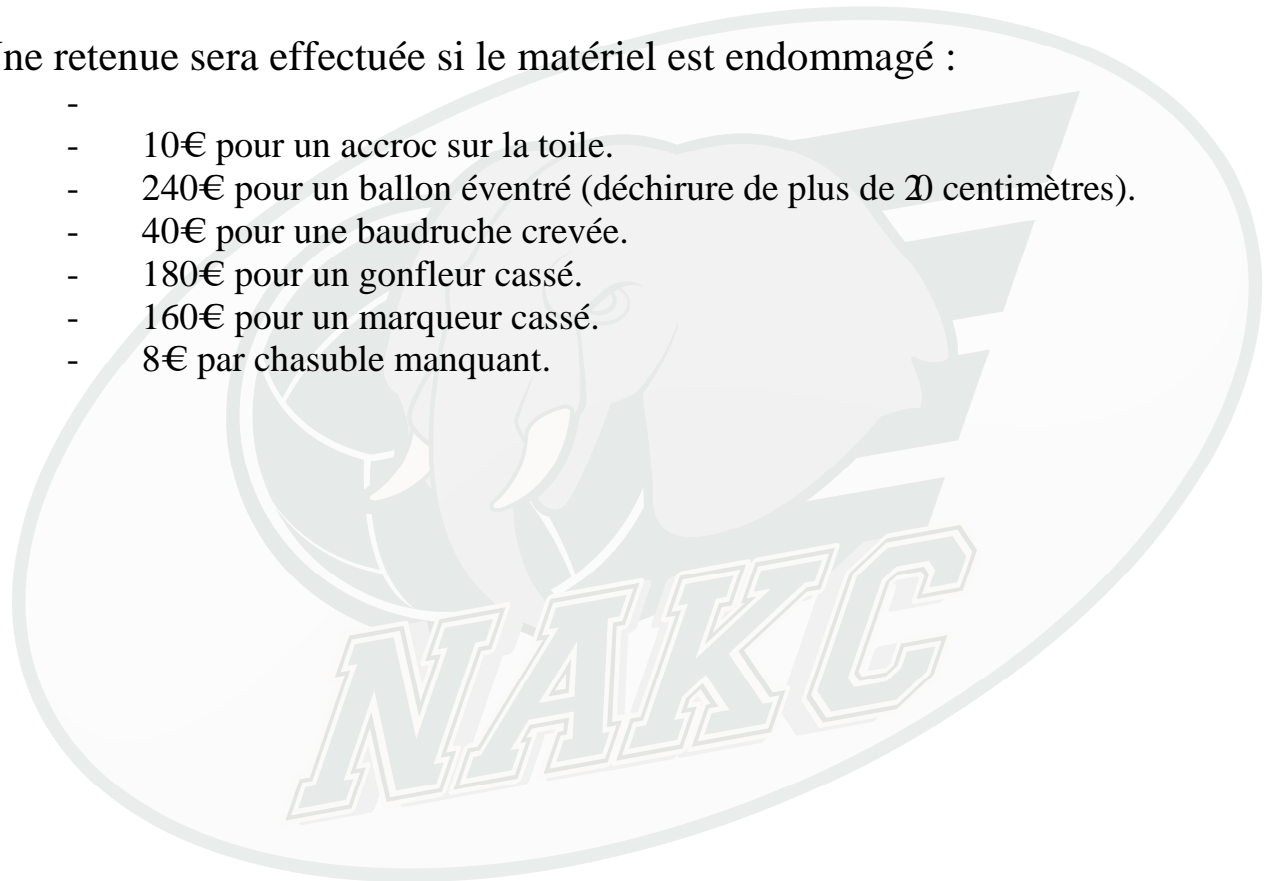 ne retenue sera effectuée si le matériel est endommagé :
-
- 10€ pour un accroc sur la toile.
- 240€ pour un ballon éventré (déchirure de plus de 20 centimètres).
- 40€ pour une baudruche crevée.
- 180€ pour un gonfleur cassé.
- 160€ pour un marqueur cassé.
- 8€ par chasuble manquant.
NAKC